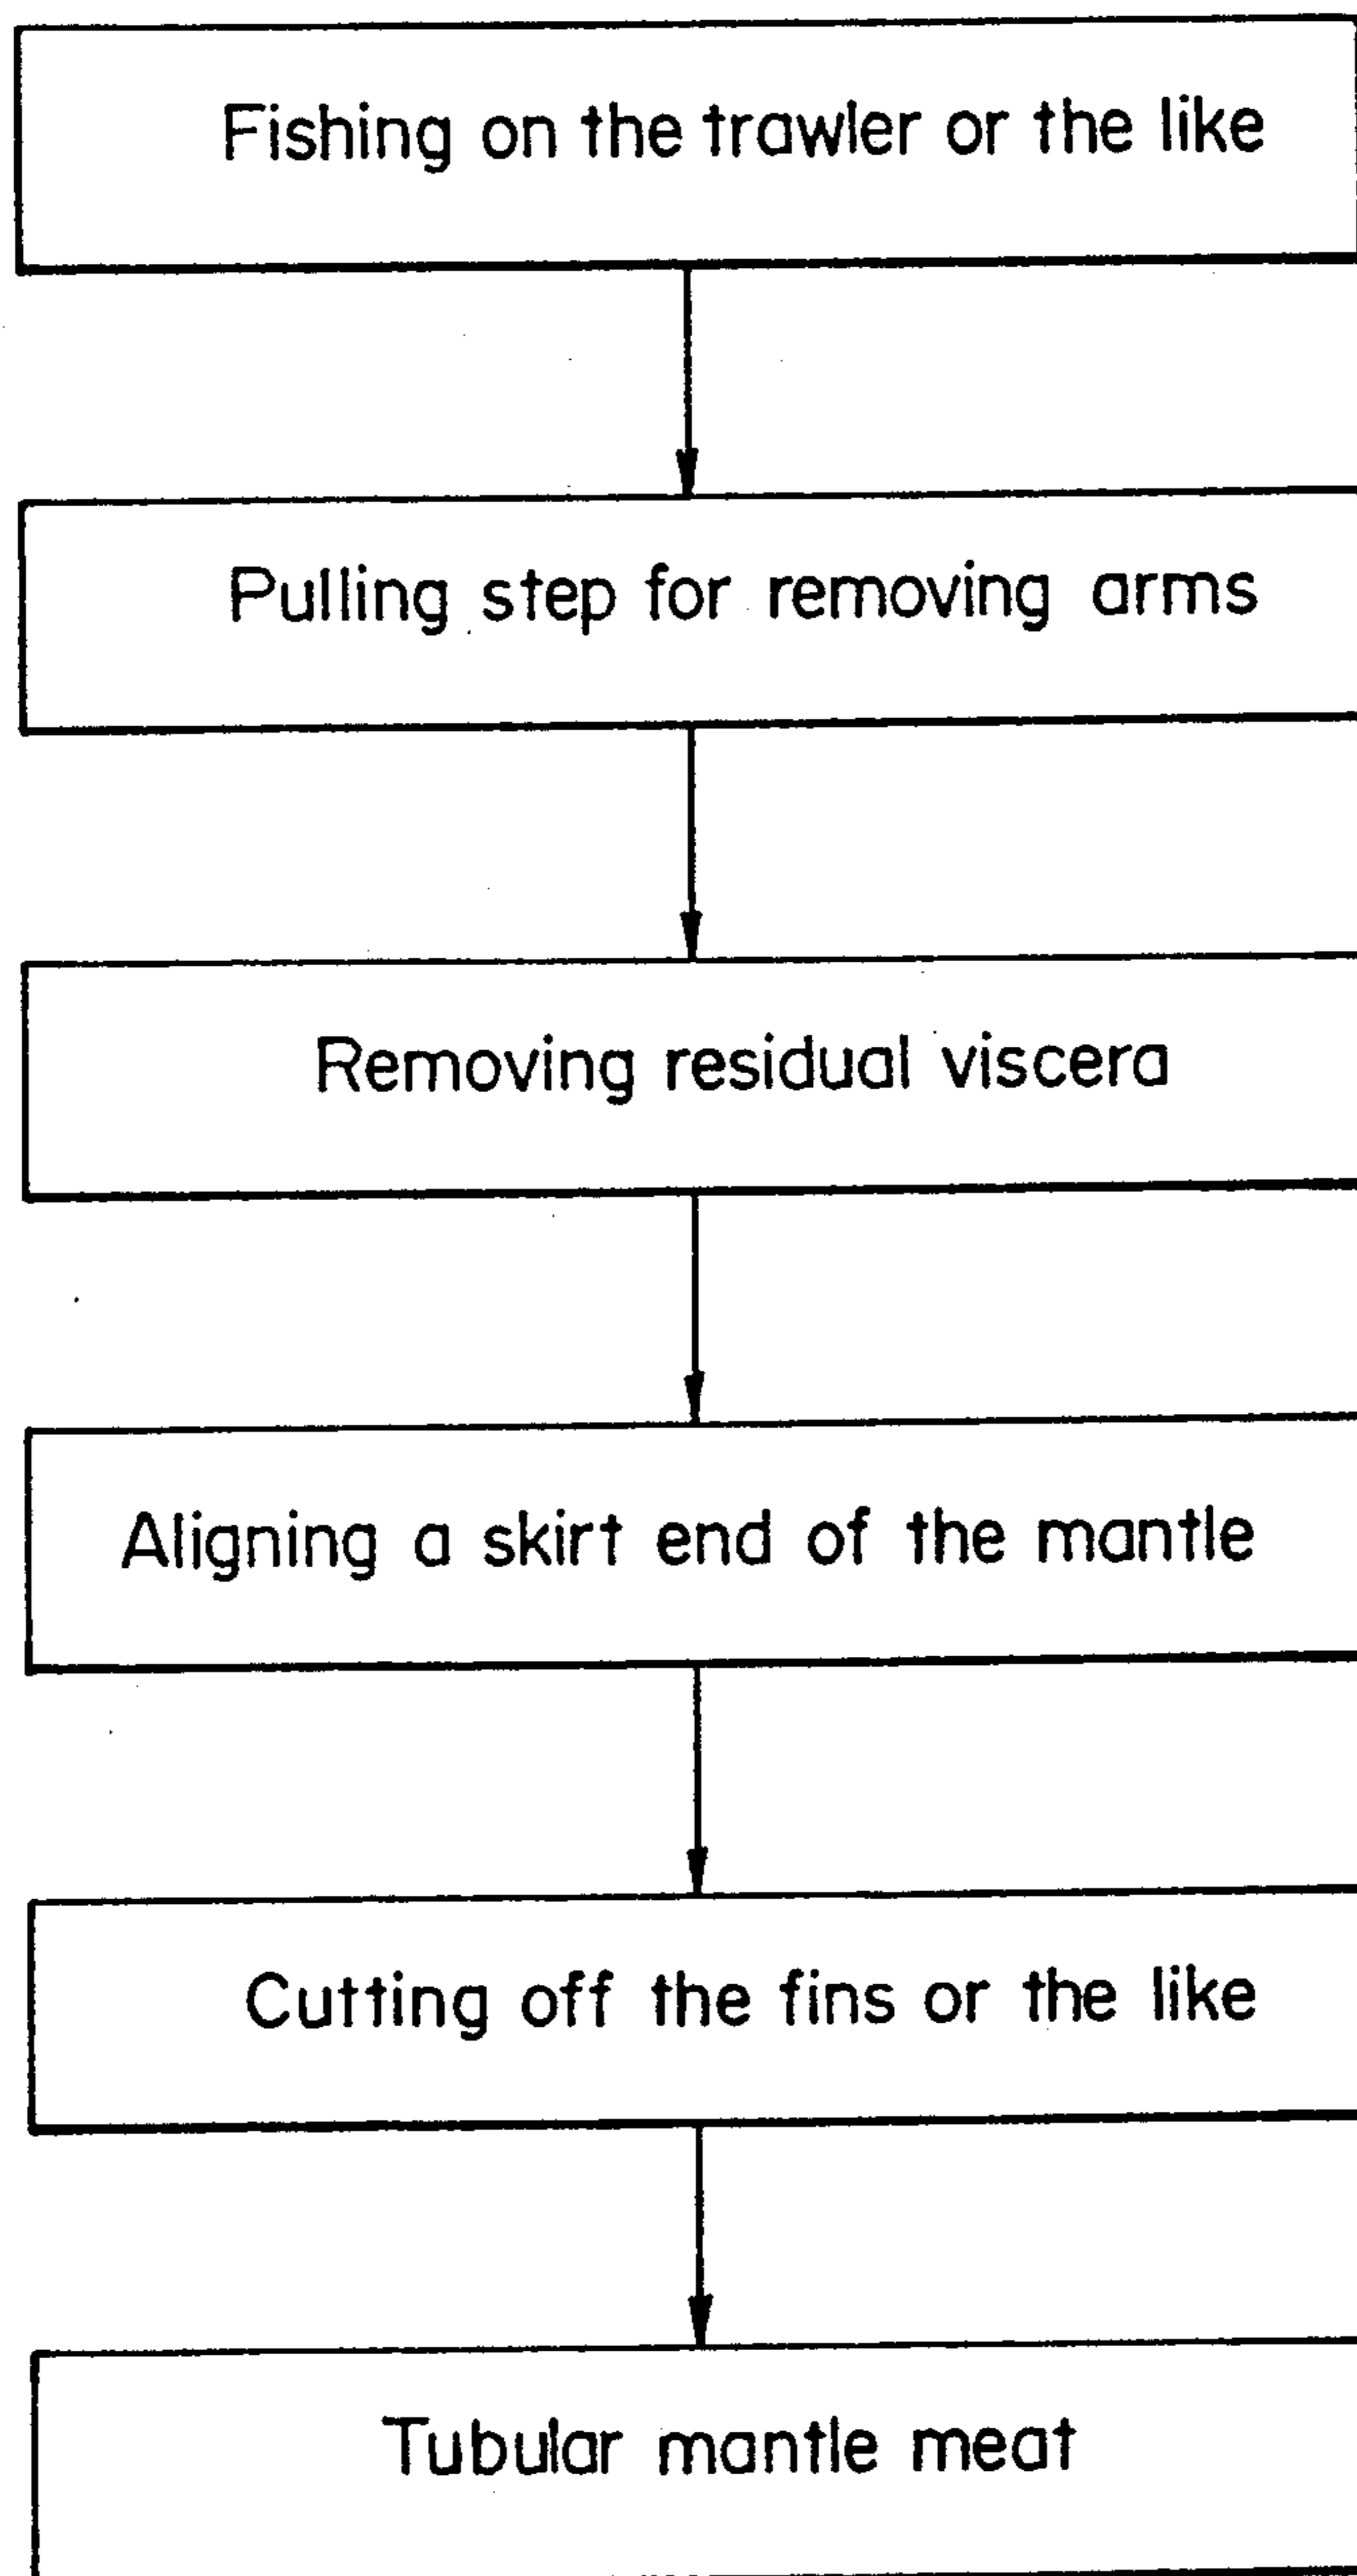 Fishing on the trawler or the like
Pulling step for removing arms
Removing residual viscera
Aligning a skirt end of the mantle
Cutting off the fins or the like
Tubular mantle meat